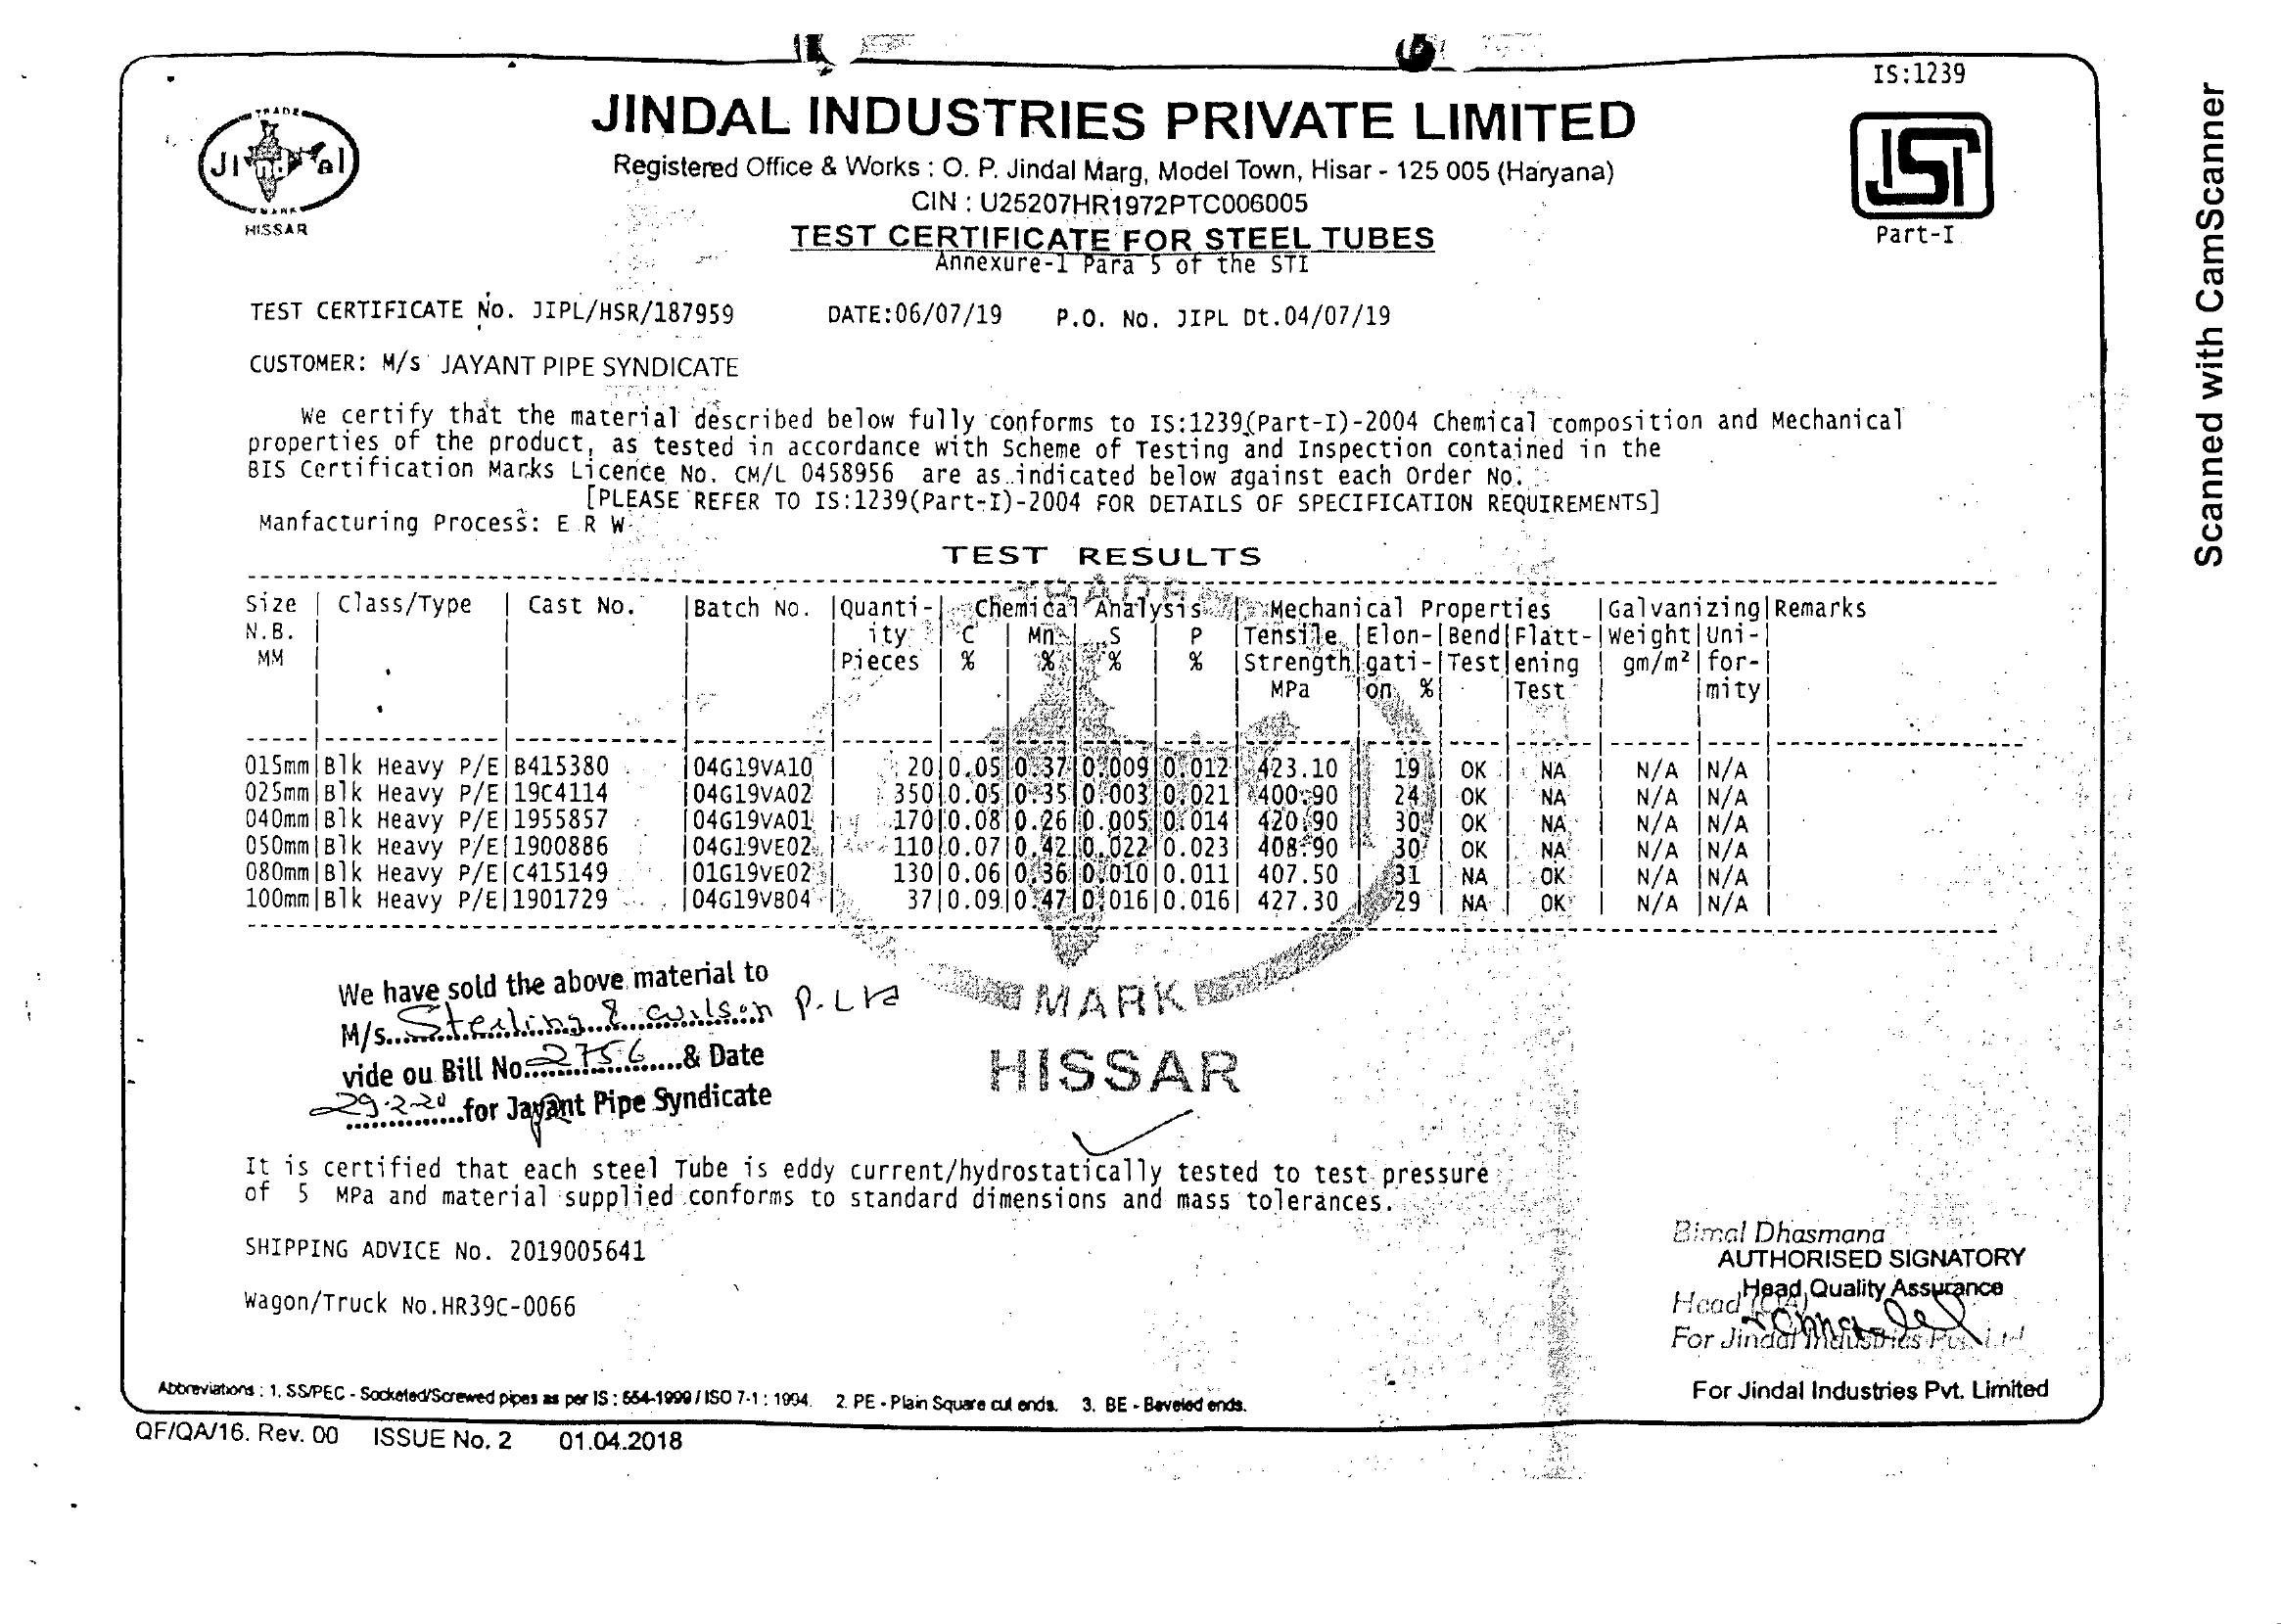 IS:1239
TRADE
Jindal
MARK
HISSAR
JINDAL INDUSTRIES PRIVATE LIMITED
Registered Office & Works : O. P. Jindal Marg, Model Town, Hisar - 125 005 (Haryana)
CIN : U25207HR1972PTC006005
TEST CERTIFICATE FOR STEEL TUBES
Annexure-I Para 5 of the STI
Part-I
TEST CERTIFICATE No. JIPL/HSR/187959 DATE:06/07/19 P.O. No. JIPL Dt.04/07/19
CUSTOMER: M/s JAYANT PIPE SYNDICATE
We certify that the material described below fully conforms to IS:1239(Part-I)-2004 Chemical composition and Mechanical
properties of the product, as tested in accordance with Scheme of Testing and Inspection contained in the
BIS Certification Marks Licence No. CM/L 0458956 are as indicated below against each Order No.
[PLEASE REFER TO IS:1239(Part-I)-2004 FOR DETAILS OF SPECIFICATION REQUIREMENTS]
Manfacturing Process: E R W
TEST RESULTS
Size | Class/Type | Cast No. |Batch No. |Quanti-| Chemical Analysis | Mechanical Properties |Galvanizing|Remarks
N.B. | | | | ity | C | Mn | S | P |Tensile |Elon-|Bend|Flatt-|Weight|Uni-|
MM | | | |Pieces | % | % | % | % |Strength|gati-|Test|ening | gm/m²|for-|
MPa |on %| |Test | |mity|
015mm|Blk Heavy P/E|B415380 |04G19VA10 | 20|0.05|0.37|0.009|0.012| 423.10 | 19 | OK | NA | N/A |N/A |
025mm|Blk Heavy P/E|19C4114 |04G19VA02 | 350|0.05|0.35|0.003|0.021| 400.90 | 24 | OK | NA | N/A |N/A |
040mm|Blk Heavy P/E|1955857 |04G19VA01 | 170|0.08|0.26|0.005|0.014| 420.90 | 30 | OK | NA | N/A |N/A |
050mm|Blk Heavy P/E|1900886 |04G19VE02 | 110|0.07|0.42|0.022|0.023| 408.90 | 30 | OK | NA | N/A |N/A |
080mm|Blk Heavy P/E|C415149 |01G19VE02 | 130|0.06|0.36|0.010|0.011| 407.50 | 31 | NA | OK | N/A |N/A |
100mm|Blk Heavy P/E|1901729 |04G19VB04 | 37|0.09|0.47|0.016|0.016| 427.30 | 29 | NA | OK | N/A |N/A |
MARK
HISSAR
We have sold the above material to
M/s. Sterling & wilson P. Ltd
vide ou Bill No. 2756 & Date
29.2.20 for Jayant Pipe Syndicate
It is certified that each steel Tube is eddy current/hydrostatically tested to test pressure
of 5 MPa and material supplied conforms to standard dimensions and mass tolerances.
SHIPPING ADVICE No. 2019005641
Wagon/Truck No.HR39C-0066
Bimal Dhasmana
AUTHORISED SIGNATORY
Head Quality Assurance
Head (QA)
For Jindal Industries Pvt. Ltd
For Jindal Industries Pvt. Limited
Abbreviations : 1. SS/PEC - Socketed/Screwed pipes as per IS : 554-1999 / ISO 7-1 : 1994. 2. PE - Plain Square cut ends. 3. BE - Beveled ends.
QF/QA/16. Rev. 00 ISSUE No. 2 01.04.2018
Scanned with CamScanner